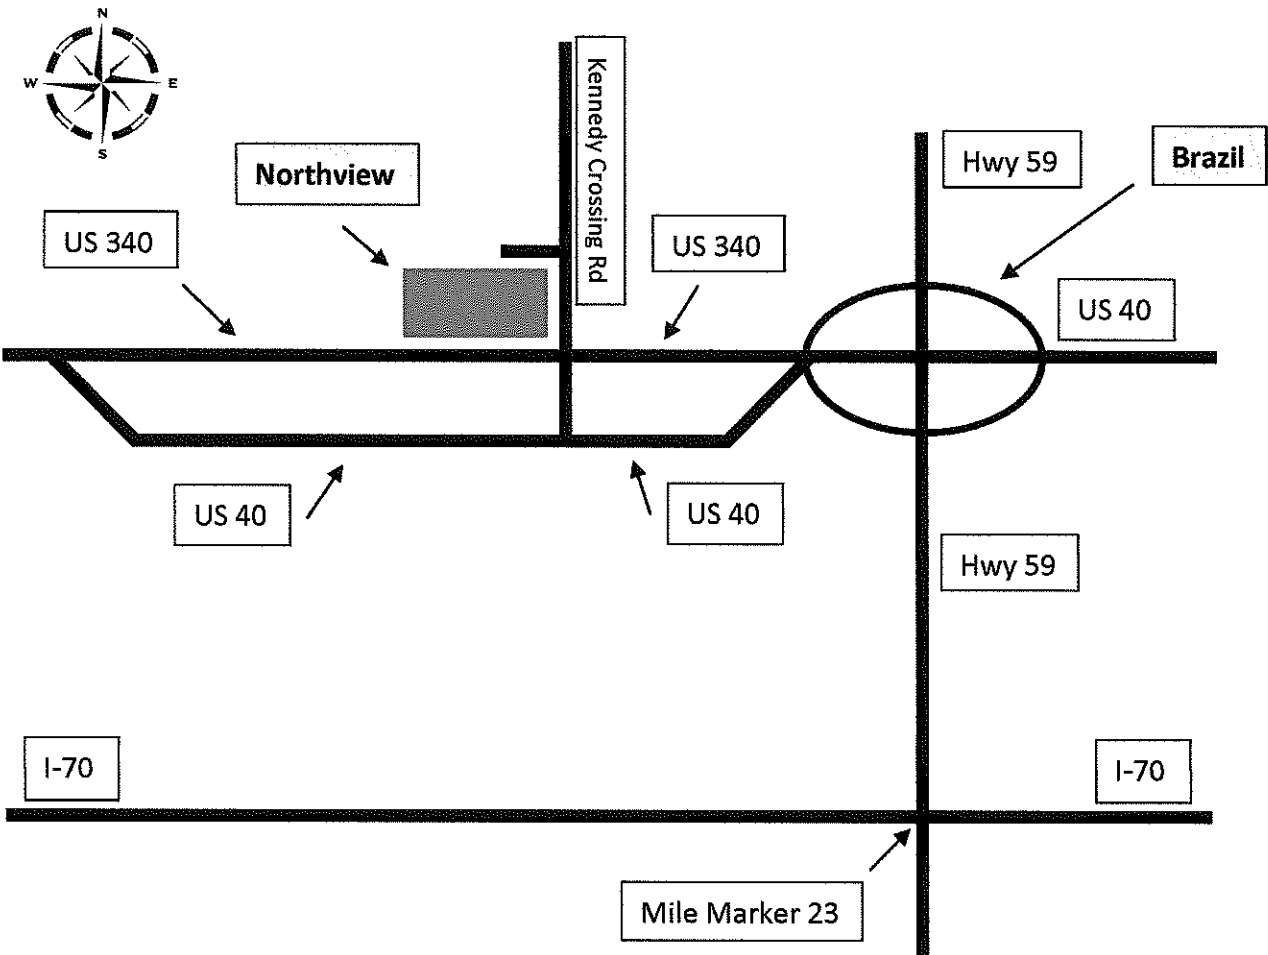 N
W
E
S
Kennedy Crossing Rd
Hwy 59
Brazil
Northview
US 340
US 340
US 40
US 40
US 40
Hwy 59
I-70
I-70
Mile Marker 23